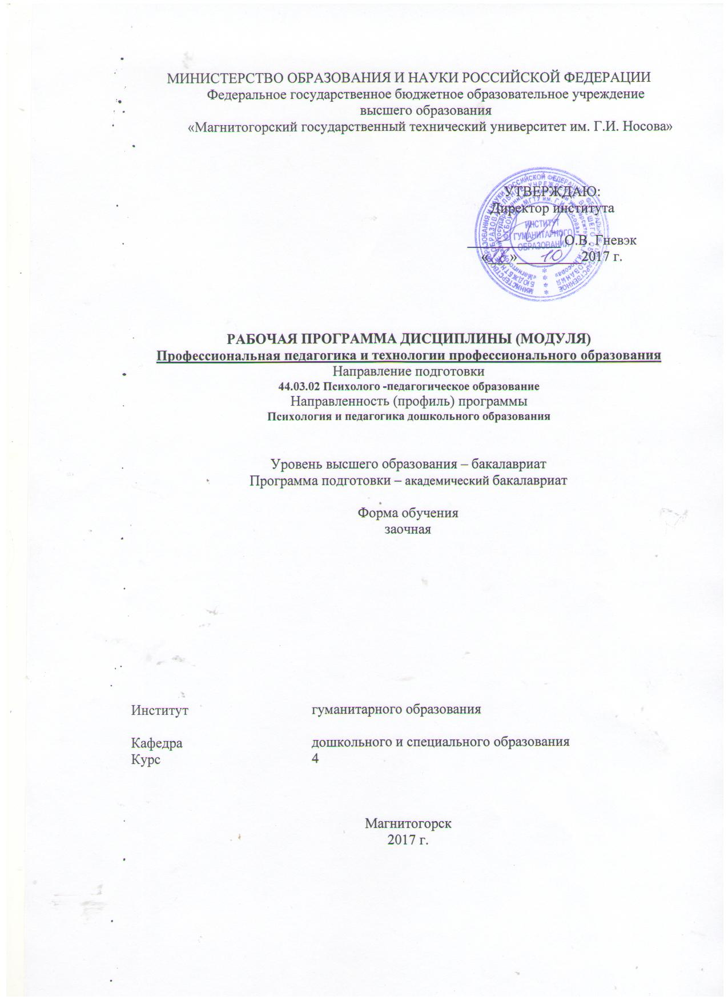 МИНИСТЕРСТВО ОБРАЗОВАНИЯ И НАУКИ РОССИЙСКОЙ ФЕДЕРАЦИИ
Федеральное государственное бюджетное образовательное учреждение
высшего образования
«Магнитогорский государственный технический университет им. Г.И. Носова»
УТВЕРЖДАЮ:
Директор института
О.В. Гневэк
« » 10 2017 г.
ИНСТИТУТ
ГУМАНИТАРНОГО
ОБРАЗОВАНИЯ
РАБОЧАЯ ПРОГРАММА ДИСЦИПЛИНЫ (МОДУЛЯ)
Профессиональная педагогика и технологии профессионального образования
Направление подготовки
44.03.02 Психолого -педагогическое образование
Направленность (профиль) программы
Психология и педагогика дошкольного образования
Уровень высшего образования – бакалавриат
Программа подготовки – академический бакалавриат
Форма обучения
заочная
Институт гуманитарного образования
Кафедра дошкольного и специального образования
Курс 4
Магнитогорск
2017 г.